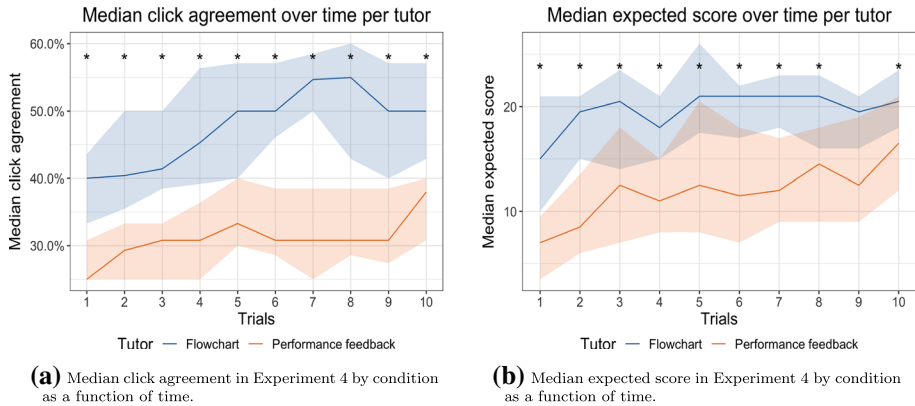 Median click agreement over time per tutor
60.0%
50.0%
40.0%
30.0%
Median click agreement
* * * * * * * * * *
1 2 3 4 5 6 7 8 9 10
Trials
Tutor Flowchart Performance feedback
(a) Median click agreement in Experiment 4 by condition
as a function of time.
Median expected score over time per tutor
20
10
Median expected score
* * * * * * * * *
1 2 3 4 5 6 7 8 9 10
Trials
Tutor Flowchart Performance feedback
(b) Median expected score in Experiment 4 by condition
as a function of time.